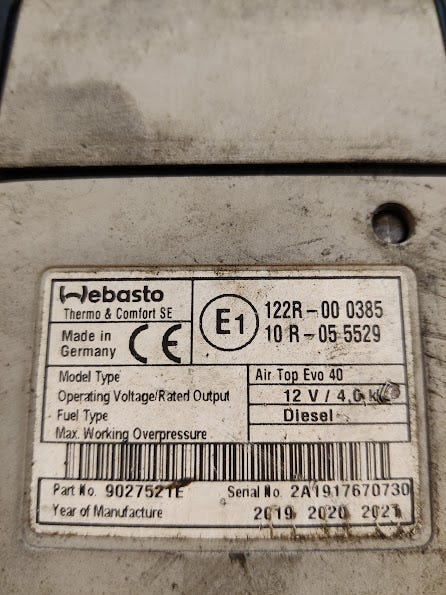 Webasto
Thermo & Comfort SE
Made in
Germany
CE
E1
122R-00 0385
10 R-05 5529
Model Type Air Top Evo 40
Operating Voltage/Rated Output 12 V / 4,0 k
Fuel Type Diesel
Max. Working Overpressure
Part No. 9027521E Serial No. 2A1917670730
Year of Manufacture 2019 2020 2021